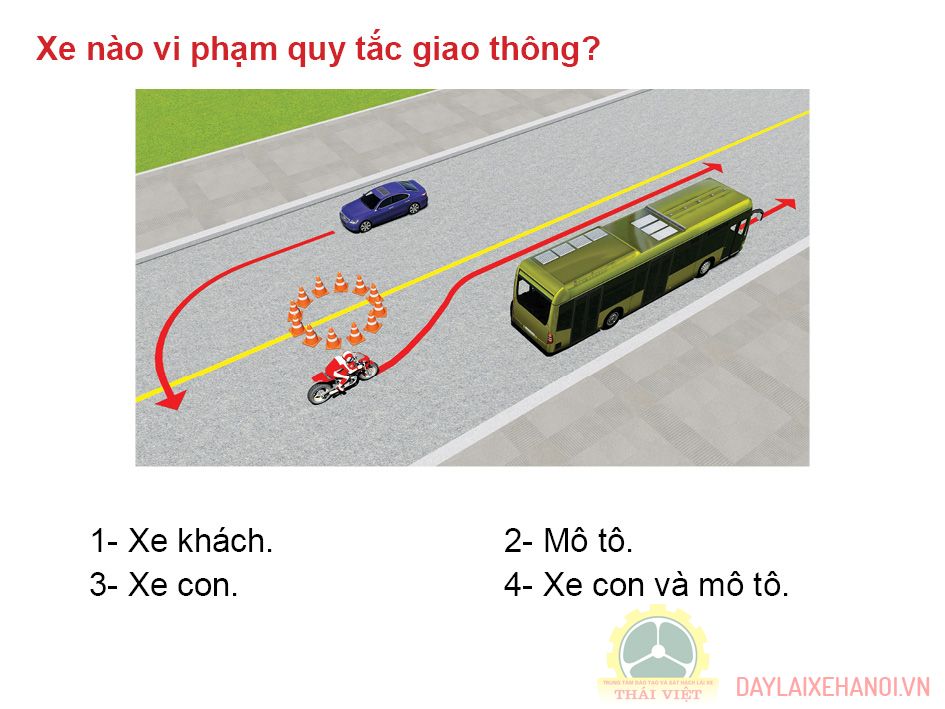 Xe nào vi phạm quy tắc giao thông?
1- Xe khách. 2- Mô tô.
3- Xe con. 4- Xe con và mô tô.
TRUNG TÂM ĐÀO TẠO VÀ SÁT HẠCH LÁI XE
THÁI VIỆT
DAYLAIXEHANOI.VN